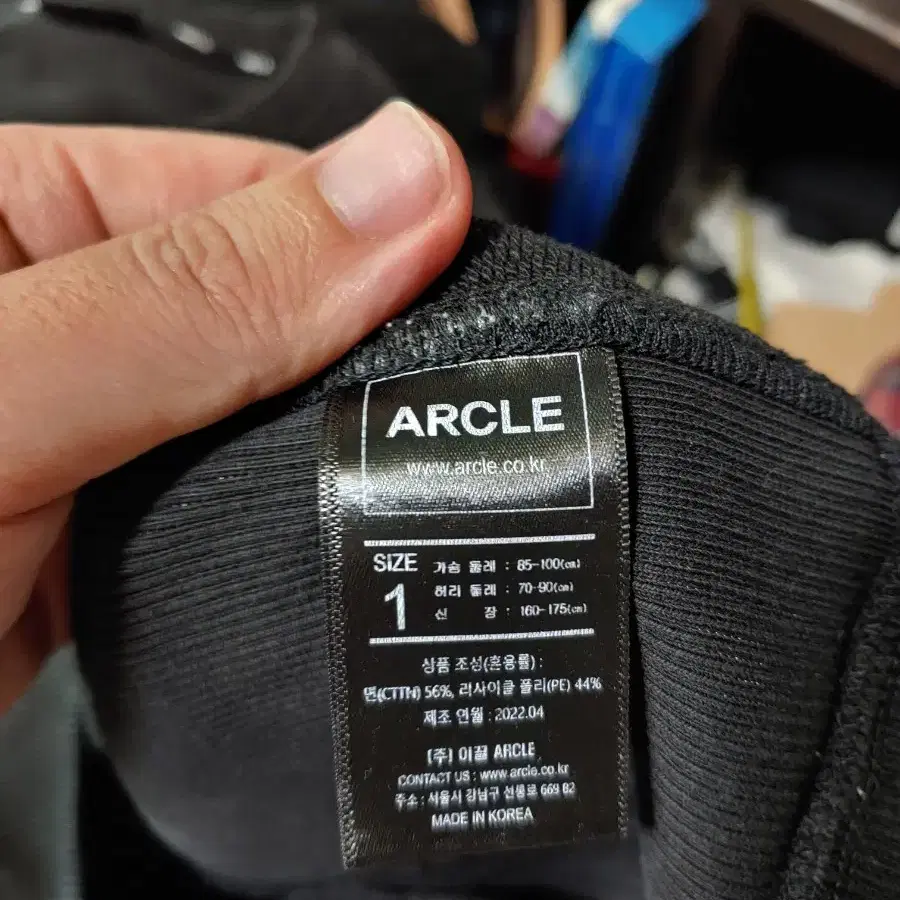 ARCLE
www.arcle.co.kr
SIZE
1
가슴 둘레 : 85-100(cm)
허리 둘레 : 70-90(cm)
신 장 : 160-175(cm)
상품 조성(혼용률) :
면(CTTN) 56%, 리사이클 폴리(PE) 44%
제조 연월 : 2022.04
(주) 이끌 ARCLE
CONTACT US : www.arcle.co.kr
주소 : 서울시 강남구 선릉로 669 B2
MADE IN KOREA